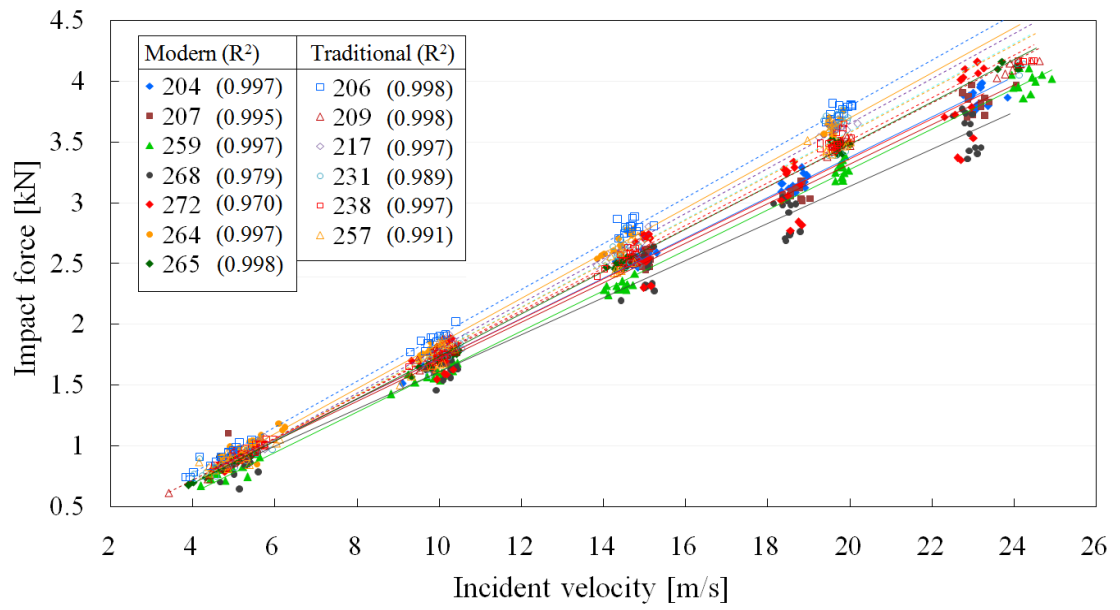 Impact force [kN]
4.5
4
3.5
3
2.5
2
1.5
1
0.5
Modern (R²) Traditional (R²)
204 (0.997) 206 (0.998)
207 (0.995) 209 (0.998)
259 (0.997) 217 (0.997)
268 (0.979) 231 (0.989)
272 (0.970) 238 (0.997)
264 (0.997) 257 (0.991)
265 (0.998)
2 4 6 8 10 12 14 16 18 20 22 24 26
Incident velocity [m/s]